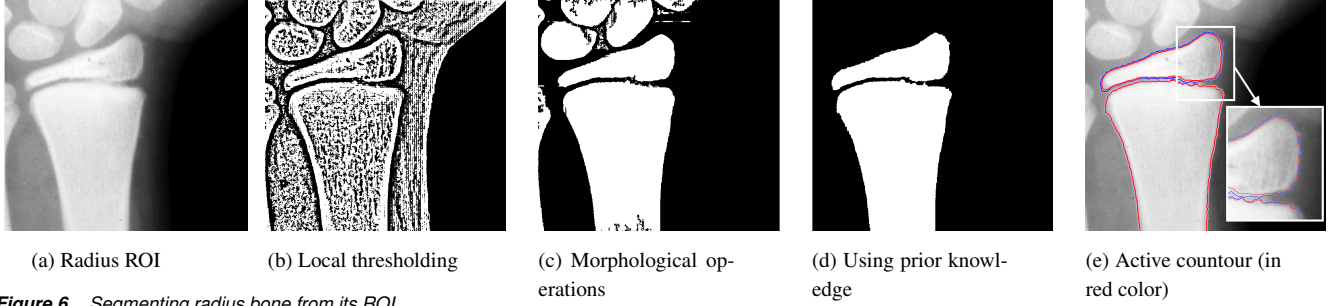 (a) Radius ROI
(b) Local thresholding
(c) Morphological op-
erations
(d) Using prior knowl-
edge
(e) Active countour (in
red color)
Figure 6 Segmenting radius bone from its ROI